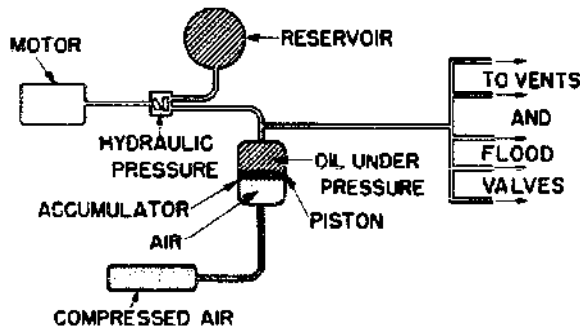 MOTOR
RESERVOIR
HYDRAULIC
PRESSURE
TO VENTS
AND
FLOOD
VALVES
OIL UNDER
PRESSURE
ACCUMULATOR
PISTON
AIR
COMPRESSED AIR